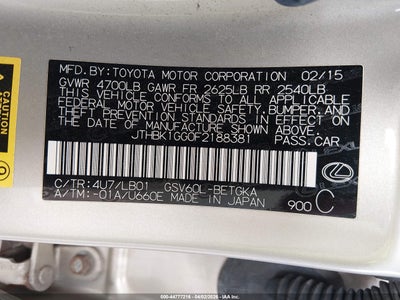 MFD. BY: TOYOTA MOTOR CORPORATION 02/15
GVWR 4700LB GAWR FR 2625LB RR 2540LB
THIS VEHICLE CONFORMS TO ALL APPLICABLE
FEDERAL MOTOR VEHICLE SAFETY, BUMPER, AND
THEFT PREVENTION STANDARDS IN EFFECT ON
THE DATE OF MANUFACTURE SHOWN ABOVE.
JTHBK1GG0F2188381 PASS. CAR
C/TR: 4U7/LB01 GSV60L-BETGKA
A/TM: -01A/U660E MADE IN JAPAN 900 C
CAUTION